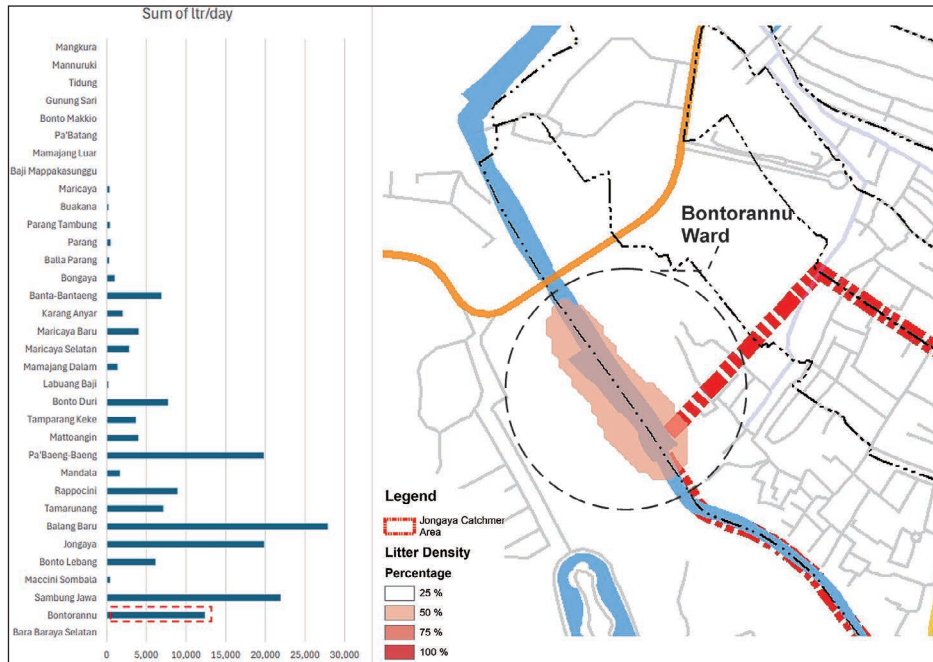 Sum of ltr/day
Mangkura
Mannuruki
Tidung
Gunung Sari
Bonto Makkio
Pa'Batang
Mamajang Luar
Baji Mappakasunggu
Maricaya
Buakana
Parang Tambung
Parang
Balla Parang
Bongaya
Banta-Bantaeng
Karang Anyar
Maricaya Baru
Maricaya Selatan
Mamajang Dalam
Labuang Baji
Bonto Duri
Tamparang Keke
Mattoangin
Pa'Baeng-Baeng
Mandala
Rappocini
Tamarunang
Balang Baru
Jongaya
Bonto Lebang
Maccini Sombala
Sambung Jawa
Bontorannu
Bara Baraya Selatan
0 5,000 10,000 15,000 20,000 25,000 30,000
Bontorannu
Ward
Legend
Jongaya Catchmer
Area
Litter Density
Percentage
25 %
50 %
75 %
100 %